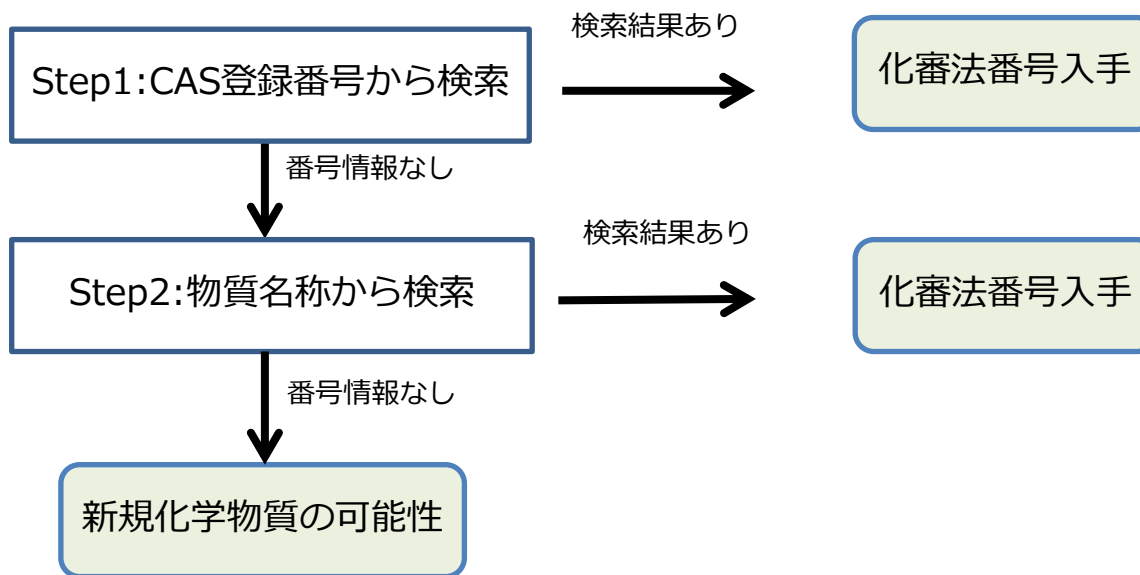 検索結果あり
Step1:CAS登録番号から検索
化審法番号入手
番号情報なし
検索結果あり
Step2:物質名称から検索
化審法番号入手
番号情報なし
新規化学物質の可能性